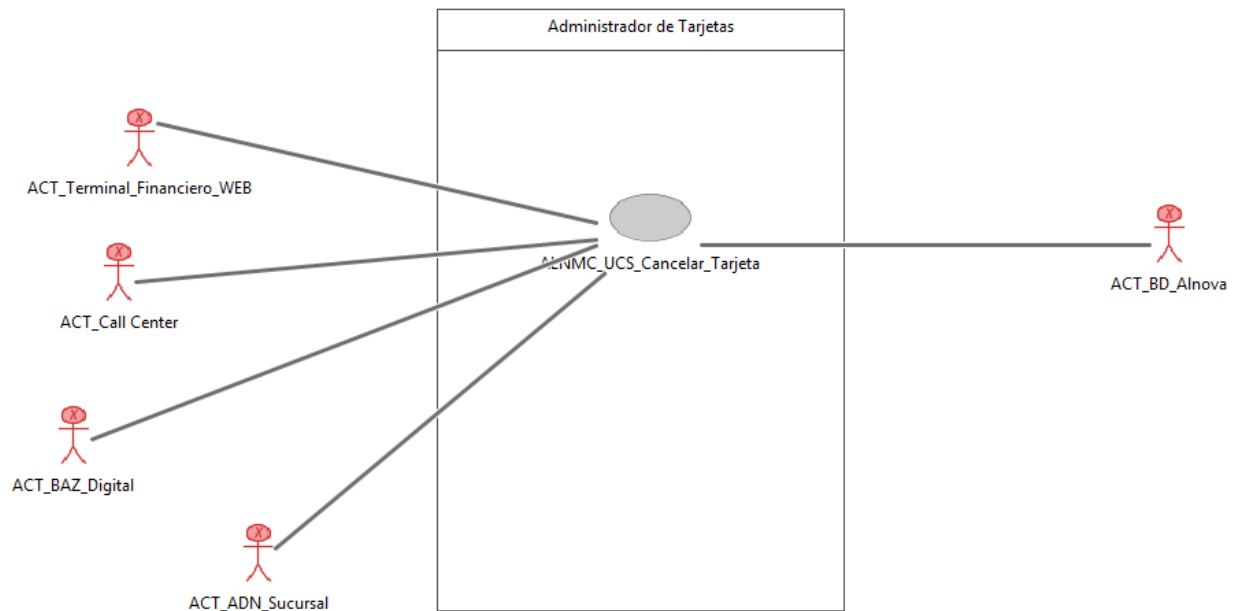 Administrador de Tarjetas
ACT_Terminal_Financiero_WEB
ALNMC_UCS_Cancelar_Tarjeta
ACT_BD_Alnova
ACT_Call Center
ACT_BAZ_Digital
ACT_ADN_Sucursal